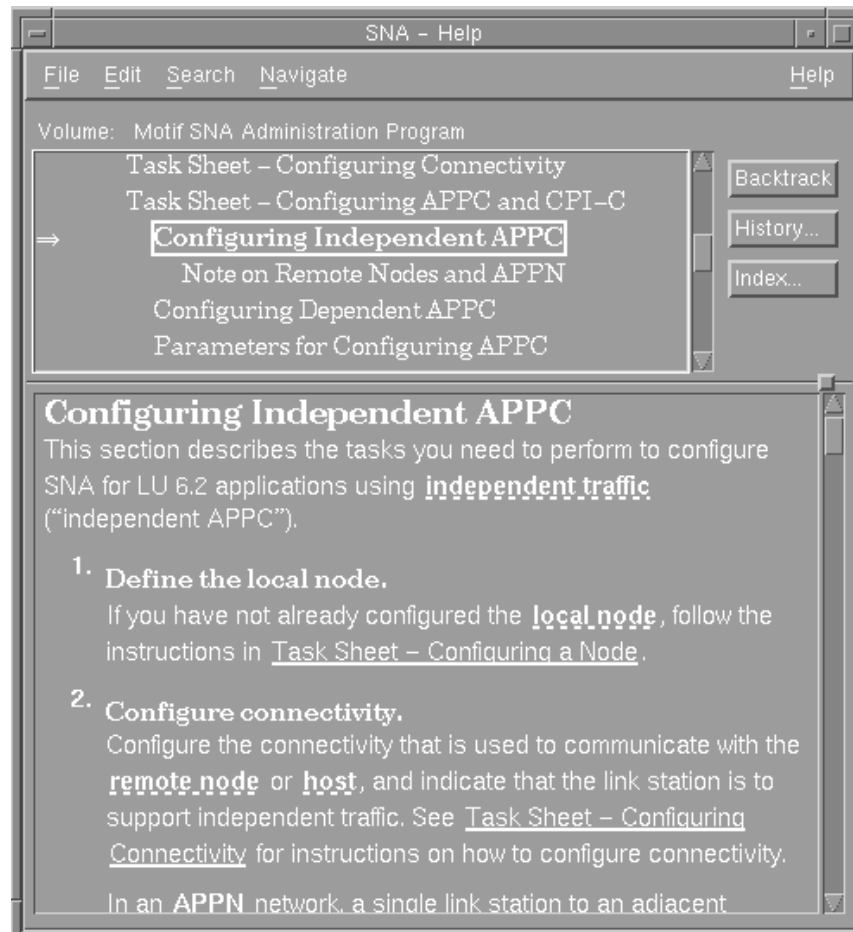 SNA – Help
File Edit Search Navigate Help
Volume: Motif SNA Administration Program
Task Sheet – Configuring Connectivity
Task Sheet – Configuring APPC and CPI–C
⇒ Configuring Independent APPC
Note on Remote Nodes and APPN
Configuring Dependent APPC
Parameters for Configuring APPC
Backtrack
History...
Index...
Configuring Independent APPC
This section describes the tasks you need to perform to configure
SNA for LU 6.2 applications using independent traffic
(“independent APPC”).
1. Define the local node.
If you have not already configured the local node, follow the
instructions in Task Sheet – Configuring a Node.
2. Configure connectivity.
Configure the connectivity that is used to communicate with the
remote node or host, and indicate that the link station is to
support independent traffic. See Task Sheet – Configuring
Connectivity for instructions on how to configure connectivity.
In an APPN network, a single link station to an adjacent